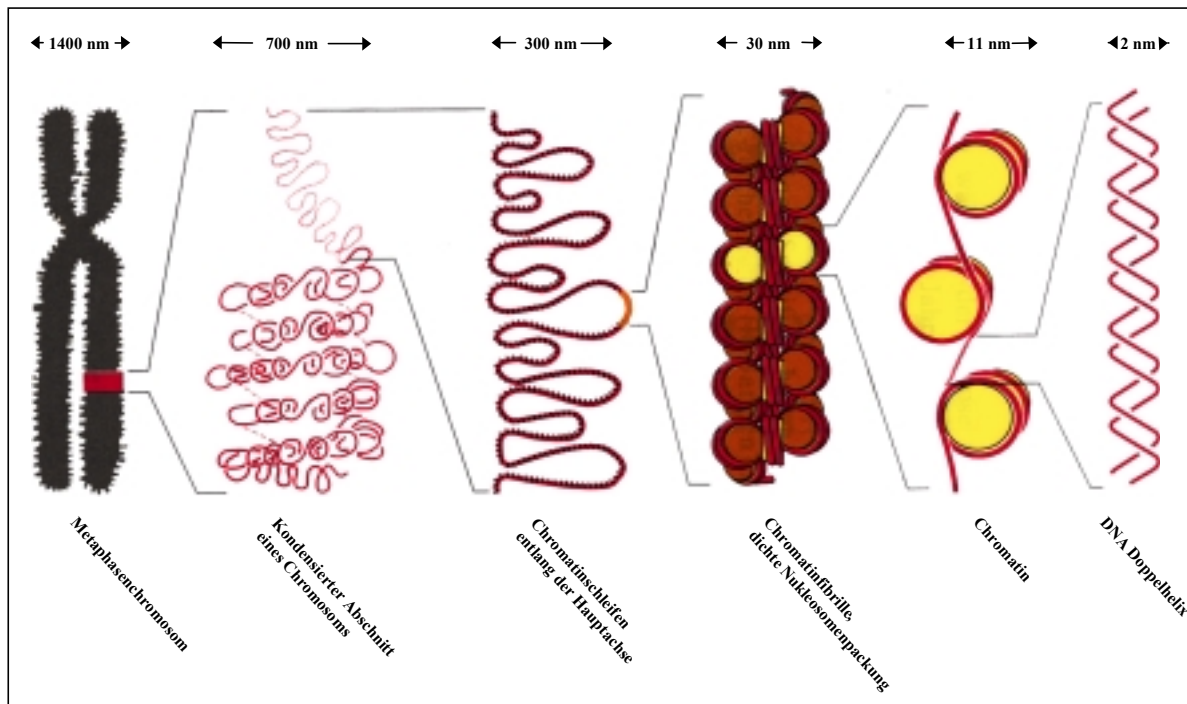 1400 nm
700 nm
300 nm
30 nm
11 nm
2 nm
Metaphasenchromosom
Kondensierter Abschnitt
eines Chromosoms
Chromatinschleifen
entlang der Hauptachse
Chromatinfibrille,
dichte Nukleosomenpackung
Chromatin
DNA Doppelhelix